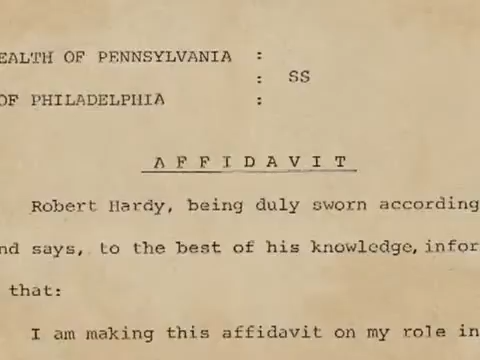 EALTH OF PENNSYLVANIA :
: SS
OF PHILADELPHIA :
AFFIDAVIT
Robert Hardy, being duly sworn according
nd says, to the best of his knowledge, infor
that:
I am making this affidavit on my role in